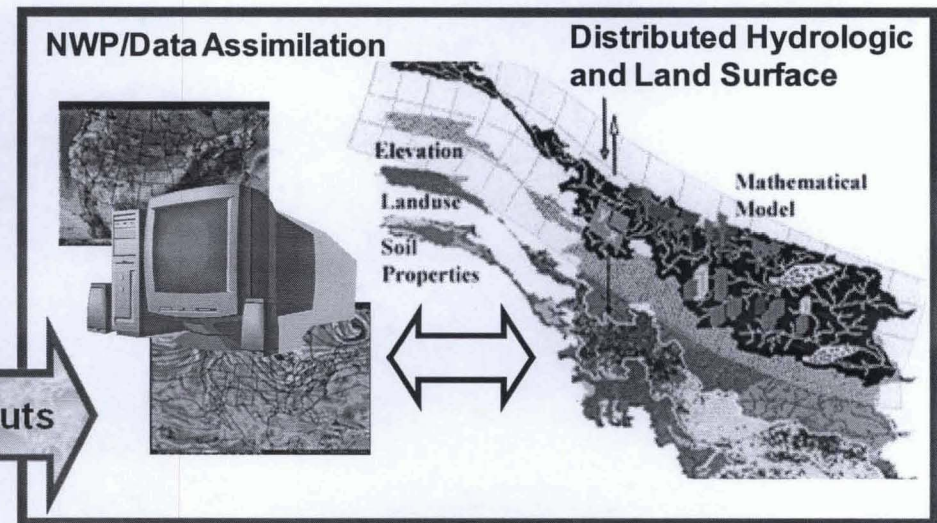 NWP/Data Assimilation
Distributed Hydrologic
and Land Surface
Elevation
Landuse
Soil
Properties
Mathematical
Model
uts